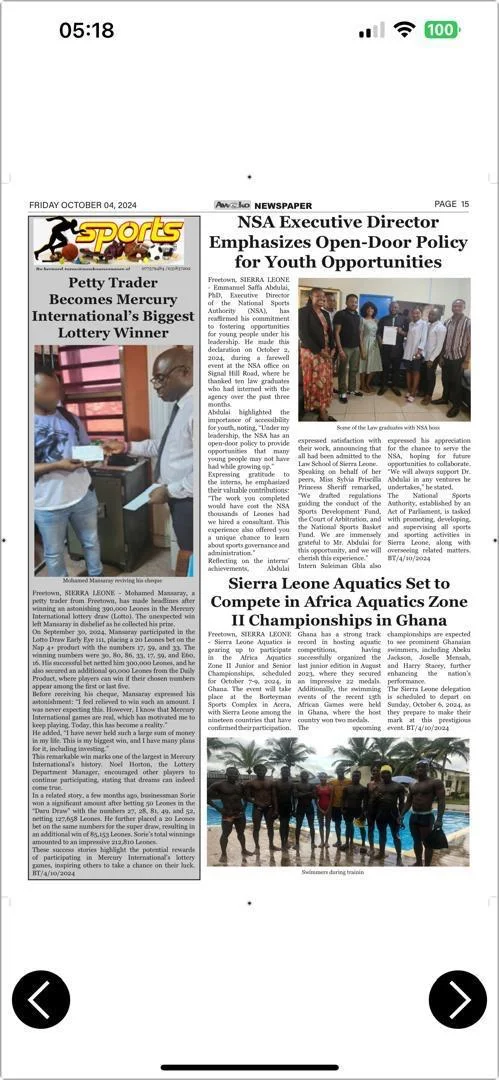 05:18
100
FRIDAY OCTOBER 04, 2024
Awoko NEWSPAPER
PAGE 15
sports
Petty Trader
Becomes Mercury
International's Biggest
Lottery Winner
Mohamed Mansaray reviving his cheque
Freetown, SIERRA LEONE - Mohamed Mansaray, a
petty trader from Freetown, has made headlines after
winning an astonishing 390,000 Leones in the Mercury
International lottery draw (Lotto). The unexpected win
left Mansaray in disbelief as he collected his prize.
On September 30, 2024, Mansaray participated in the
Lotto Draw Early Eye 111, placing a 20 Leones bet on the
Nap 4+ product with the numbers 17, 59, and 33. The
winning numbers were 30, 80, 86, 33, 17, 59, and E60,
16. His successful bet netted him 300,000 Leones, and he
also secured an additional 90,000 Leones from the Daily
Product, where players can win if their chosen numbers
appear among the first or last five.
Before receiving his cheque, Mansaray expressed his
astonishment: "I feel relieved to win such an amount. I
was never expecting this. However, I know that Mercury
International games are real, which has motivated me to
keep playing. Today, this has become a reality."
He added, "I have never held such a large sum of money
in my life. This is my biggest win, and I have many plans
for it, including investing."
This remarkable win marks one of the largest in Mercury
International's history. Noel Horton, the Lottery
Department Manager, encouraged other players to
continue participating, stating that dreams can indeed
come true.
In a related story, a few months ago, businessman Sorie
won a significant amount after betting 50 Leones in the
"Daru Draw" with the numbers 27, 28, 81, 49, and 52,
netting 127,658 Leones. He further placed a 20 Leones
bet on the same numbers for the super draw, resulting in
an additional win of 85,153 Leones. Sorie's total winnings
amounted to an impressive 212,810 Leones.
These success stories highlight the potential rewards
of participating in Mercury International's lottery
games, inspiring others to take a chance on their luck.
BT/4/10/2024
NSA Executive Director
Emphasizes Open-Door Policy
for Youth Opportunities
Freetown, SIERRA LEONE
- Emmanuel Saffa Abdulai,
PhD, Executive Director
of the National Sports
Authority (NSA), has
reaffirmed his commitment
to fostering opportunities
for young people under his
leadership. He made this
declaration on October 2,
2024, during a farewell
event at the NSA office on
Signal Hill Road, where he
thanked ten law graduates
who had interned with the
agency over the past three
months.
Abdulai highlighted the
importance of accessibility
for youth, noting, "Under my
leadership, the NSA has an
open-door policy to provide
opportunities that many
young people may not have
had while growing up."
Expressing gratitude to
the interns, he emphasized
their valuable contributions:
"The work you completed
would have cost the NSA
thousands of Leones had
we hired a consultant. This
experience also offered you
a unique chance to learn
about sports governance and
administration."
Reflecting on the interns'
achievements, Abdulai
Some of the Law graduates with NSA boss
expressed satisfaction with
their work, announcing that
all had been admitted to the
Law School of Sierra Leone.
Speaking on behalf of her
peers, Miss Sylvia Priscilla
Princess Sheriff remarked,
"We drafted regulations
guiding the conduct of the
Sports Development Fund,
the Court of Arbitration, and
the National Sports Basket
Fund. We are immensely
grateful to Mr. Abdulai for
this opportunity, and we will
cherish this experience."
Intern Suleiman Gbla also
expressed his appreciation
for the chance to serve the
NSA, hoping for future
opportunities to collaborate.
"We will always support Dr.
Abdulai in any ventures he
undertakes," he stated.
The National Sports
Authority, established by an
Act of Parliament, is tasked
with promoting, developing,
and supervising all sports
and sporting activities in
Sierra Leone, along with
overseeing related matters.
BT/4/10/2024
Sierra Leone Aquatics Set to
Compete in Africa Aquatics Zone
II Championships in Ghana
Freetown, SIERRA LEONE
- Sierra Leone Aquatics is
gearing up to participate
in the Africa Aquatics
Zone II Junior and Senior
Championships, scheduled
for October 7-9, 2024, in
Ghana. The event will take
place at the Borteyman
Sports Complex in Accra,
with Sierra Leone among the
nineteen countries that have
confirmed their participation.
Ghana has a strong track
record in hosting aquatic
competitions, having
successfully organized the
last junior edition in August
2023, where they secured
an impressive 22 medals.
Additionally, the swimming
events of the recent 13th
African Games were held
in Ghana, where the host
country won two medals.
The upcoming
championships are expected
to see prominent Ghanaian
swimmers, including Abeku
Jackson, Joselle Mensah,
and Harry Stacey, further
enhancing the nation's
performance.
The Sierra Leone delegation
is scheduled to depart on
Sunday, October 6, 2024, as
they prepare to make their
mark at this prestigious
event. BT/4/10/2024
Swimmers during trainin